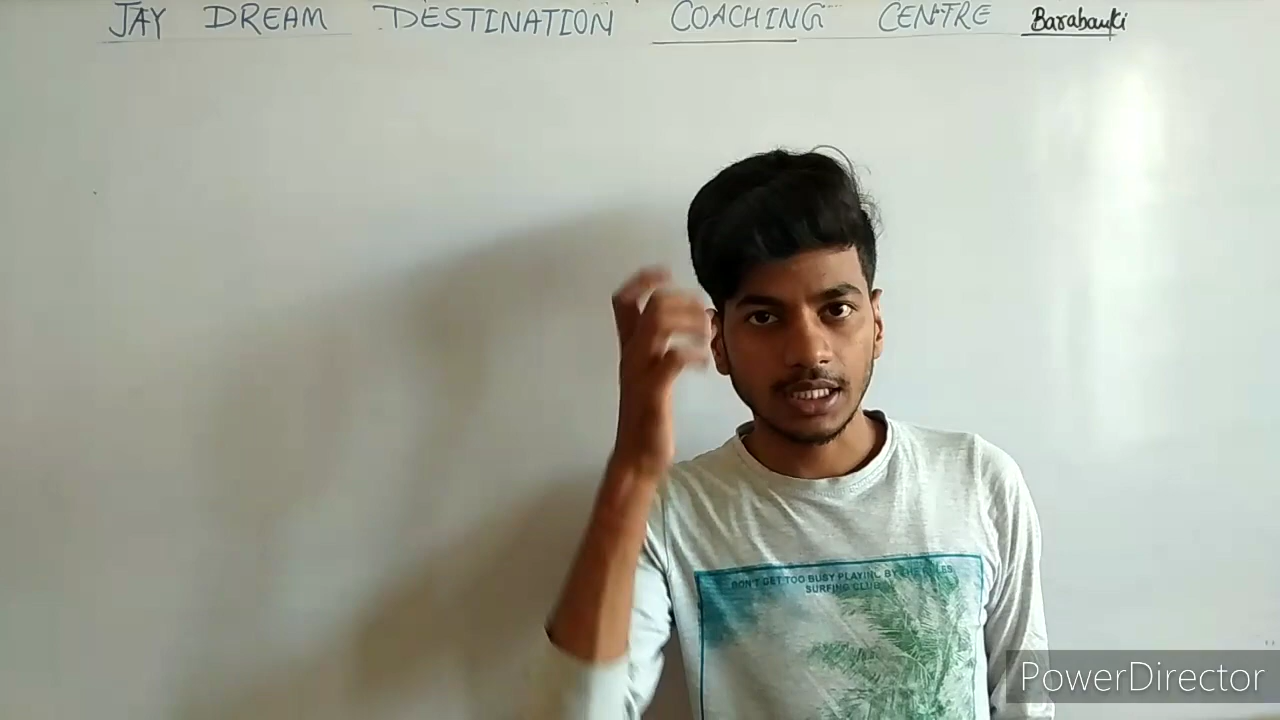 JAY DREAM DESTINATION COACHING CENTRE Barabanki
DON'T GET TOO BUSY PLAYING BY THE RULES
SURFING CLUB
PowerDirector